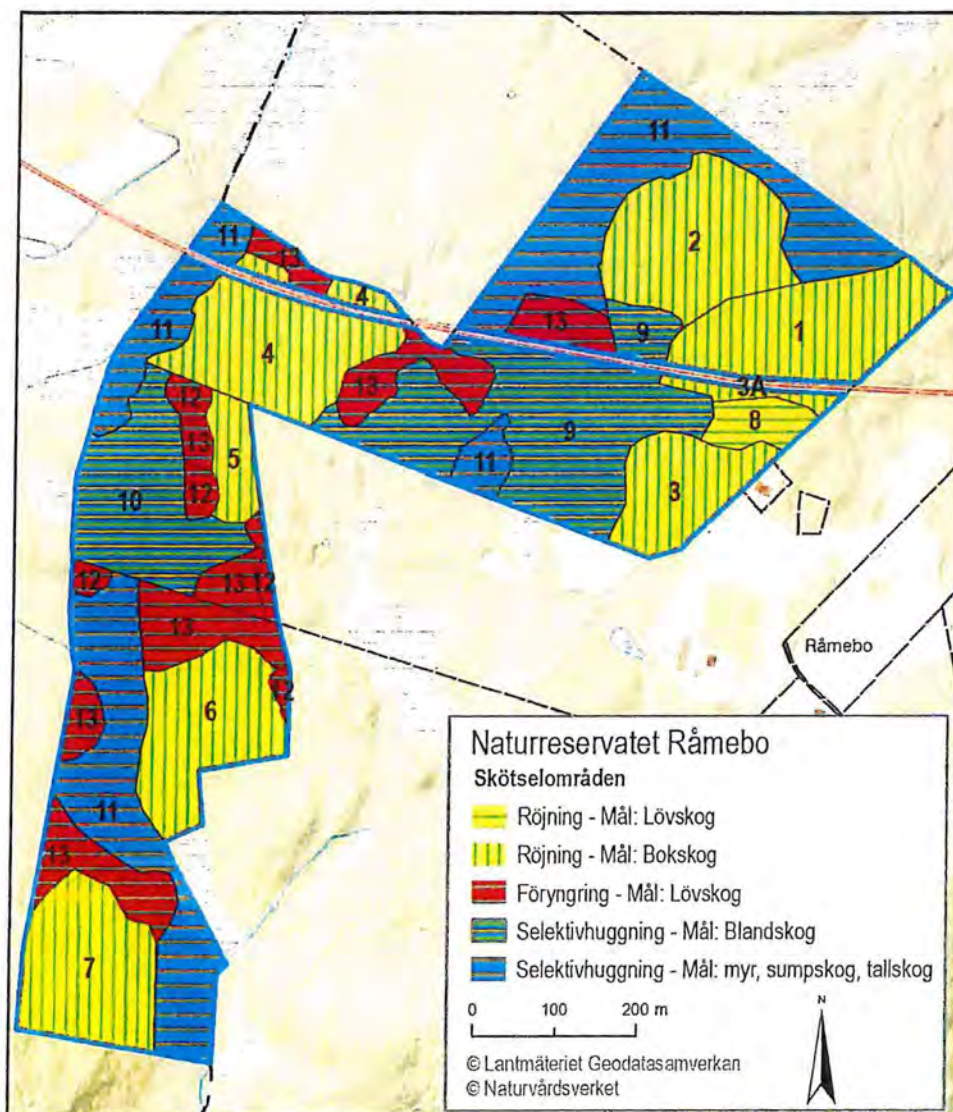 11
2
11
13
13
4
9
1
11
4
13
3A
12
8
5
9
13
11
3
10
12
12
13
12
13
Råmebo
12
6
13
11
13
7
Naturreservatet Råmebo
Skötselområden
Röjning - Mål: Lövskog
Röjning - Mål: Bokskog
Föryngring - Mål: Lövskog
Selektivhuggning - Mål: Blandskog
Selektivhuggning - Mål: myr, sumpskog, tallskog
0 200 m
N
© Lantmäteriet Geodatasamverkan
© Naturvårdsverket